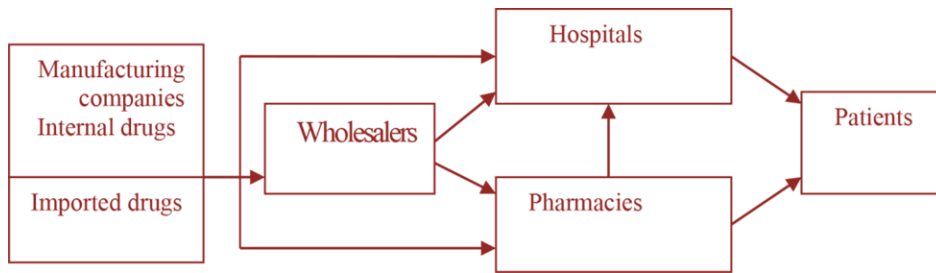 Manufacturing
companies
Internal drugs
Imported drugs
Wholesalers
Hospitals
Pharmacies
Patients